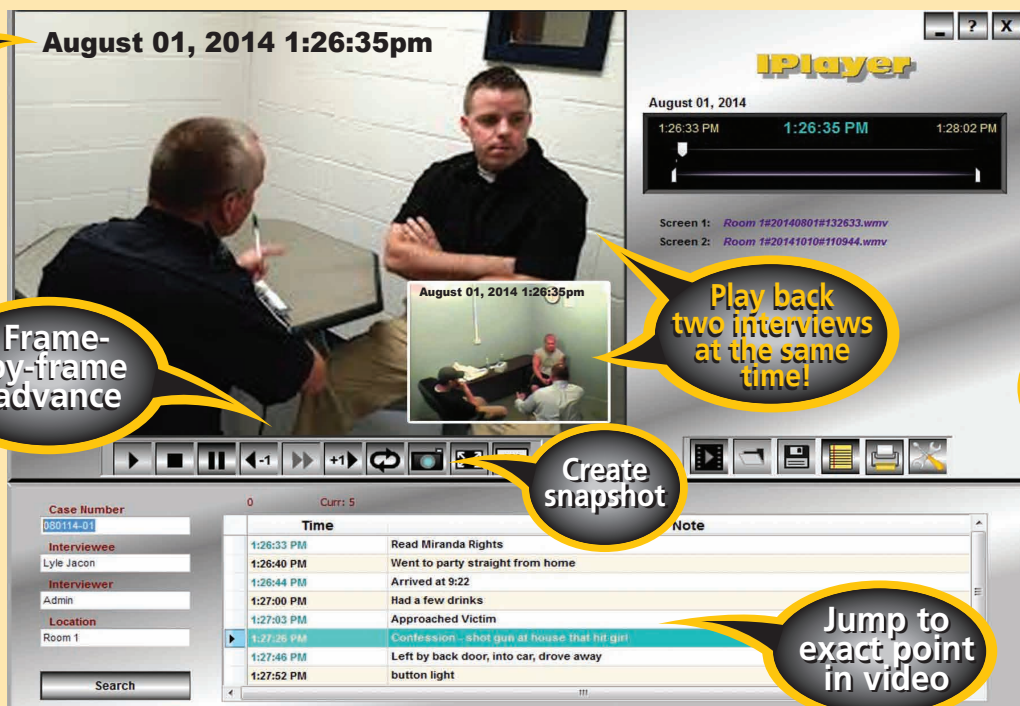 August 01, 2014 1:26:35pm
_ ? X
IPlayer
August 01, 2014
1:26:33 PM 1:26:35 PM 1:28:02 PM
Screen 1: Room 1#20140801#132633.wmv
Screen 2: Room 1#20141010#110944.wmv
August 01, 2014 1:26:35pm
Play back
two interviews
at the same
time!
Frame-
by-frame
advance
-1 +1
Create
snapshot
Case Number
080114-01
Interviewee
Lyle Jacon
Interviewer
Admin
Location
Room 1
Search
0 Curr: 5
Time Note
1:26:33 PM Read Miranda Rights
1:26:40 PM Went to party straight from home
1:26:44 PM Arrived at 9:22
1:27:00 PM Had a few drinks
1:27:03 PM Approached Victim
1:27:26 PM Confession - shot gun at house that hit girl
1:27:46 PM Left by back door, into car, drove away
1:27:52 PM button light
Jump to
exact point
in video